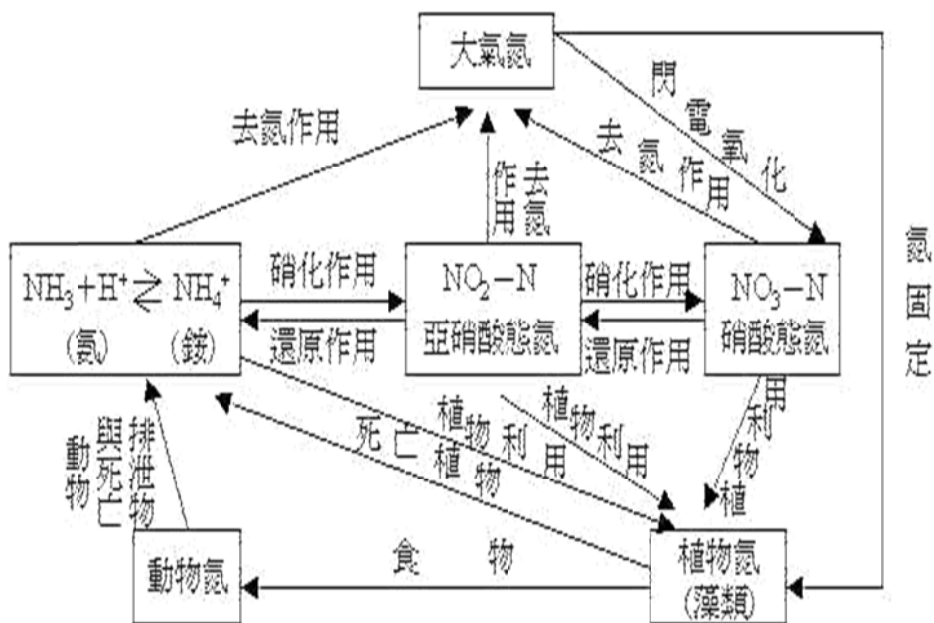 大氣氮
閃電氧化
去氮作用
去氮作用
去氮作用
氮固定
NH₃+H⁺⇌NH₄⁺
(氨) (銨)
硝化作用
還原作用
NO₂－N
亞硝酸態氮
硝化作用
還原作用
NO₃－N
硝酸態氮
動物排泄物與死亡
死亡植物
植物利用
植物利用
植物利用
動物氮
食物
植物氮
(藻類)